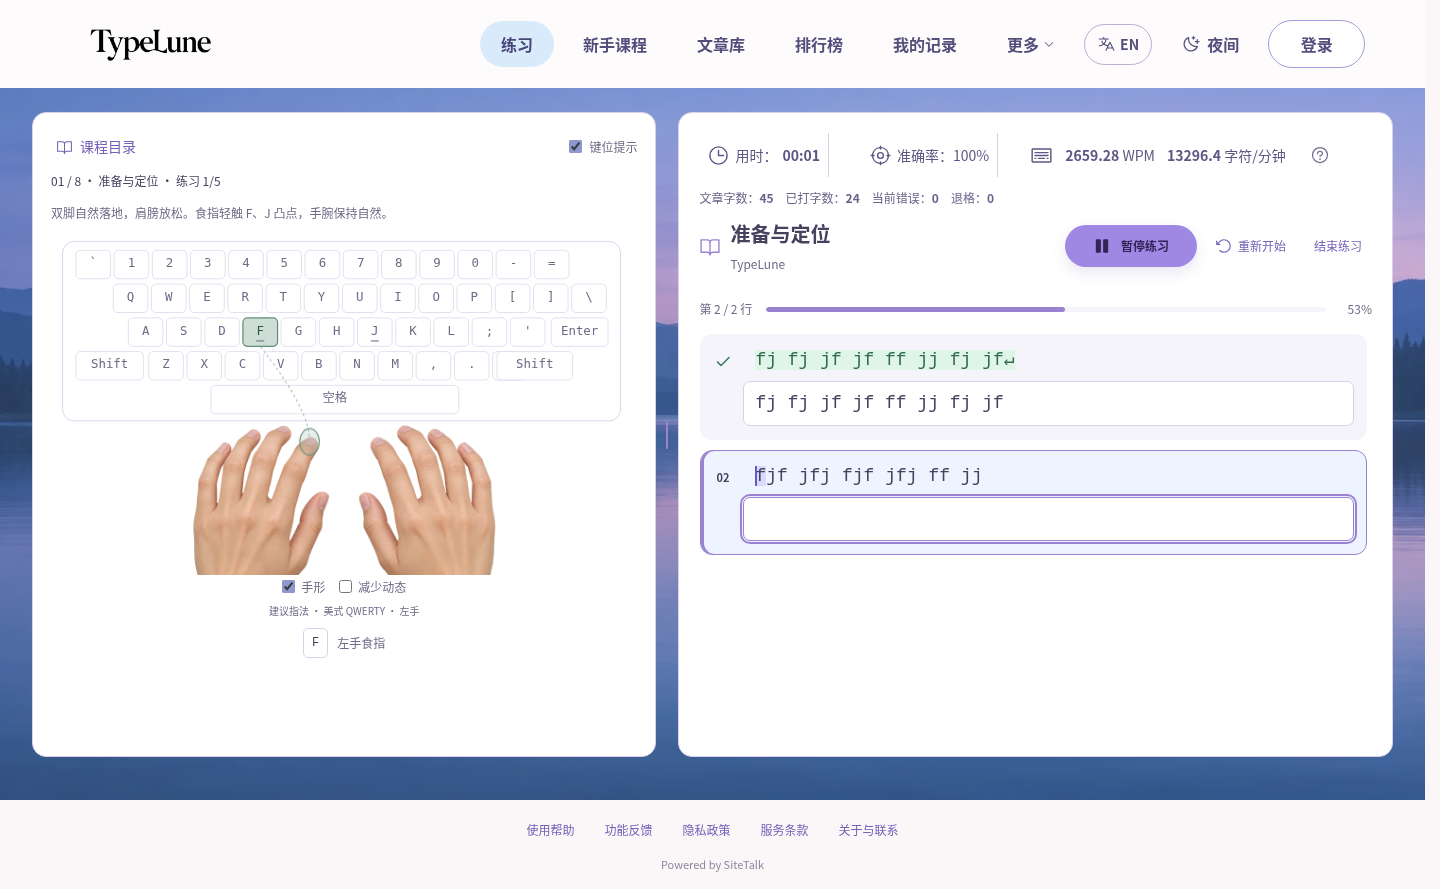 TypeLune
练习 新手课程 文章库 排行榜 我的记录 更多 EN 夜间 登录
课程目录 键位提示
01 / 8 · 准备与定位 · 练习 1/5
双脚自然落地，肩膀放松。食指轻触 F、J 凸点，手腕保持自然。
` 1 2 3 4 5 6 7 8 9 0 - =
Q W E R T Y U I O P [ ] \
A S D F G H J K L ; ' Enter
Shift Z X C V B N M , . Shift
空格
手形 减少动态
建议指法 · 美式 QWERTY · 左手
F 左手食指
用时： 00:01 准确率：100% 2659.28 WPM 13296.4 字符/分钟
文章字数：45 已打字数：24 当前错误：0 退格：0
准备与定位
TypeLune
暂停练习 重新开始 结束练习
第 2 / 2 行 53%
fj fj jf jf ff jj fj jf↵
fj fj jf jf ff jj fj jf
02 fjf jfj fjf jfj ff jj
使用帮助 功能反馈 隐私政策 服务条款 关于与联系
Powered by SiteTalk